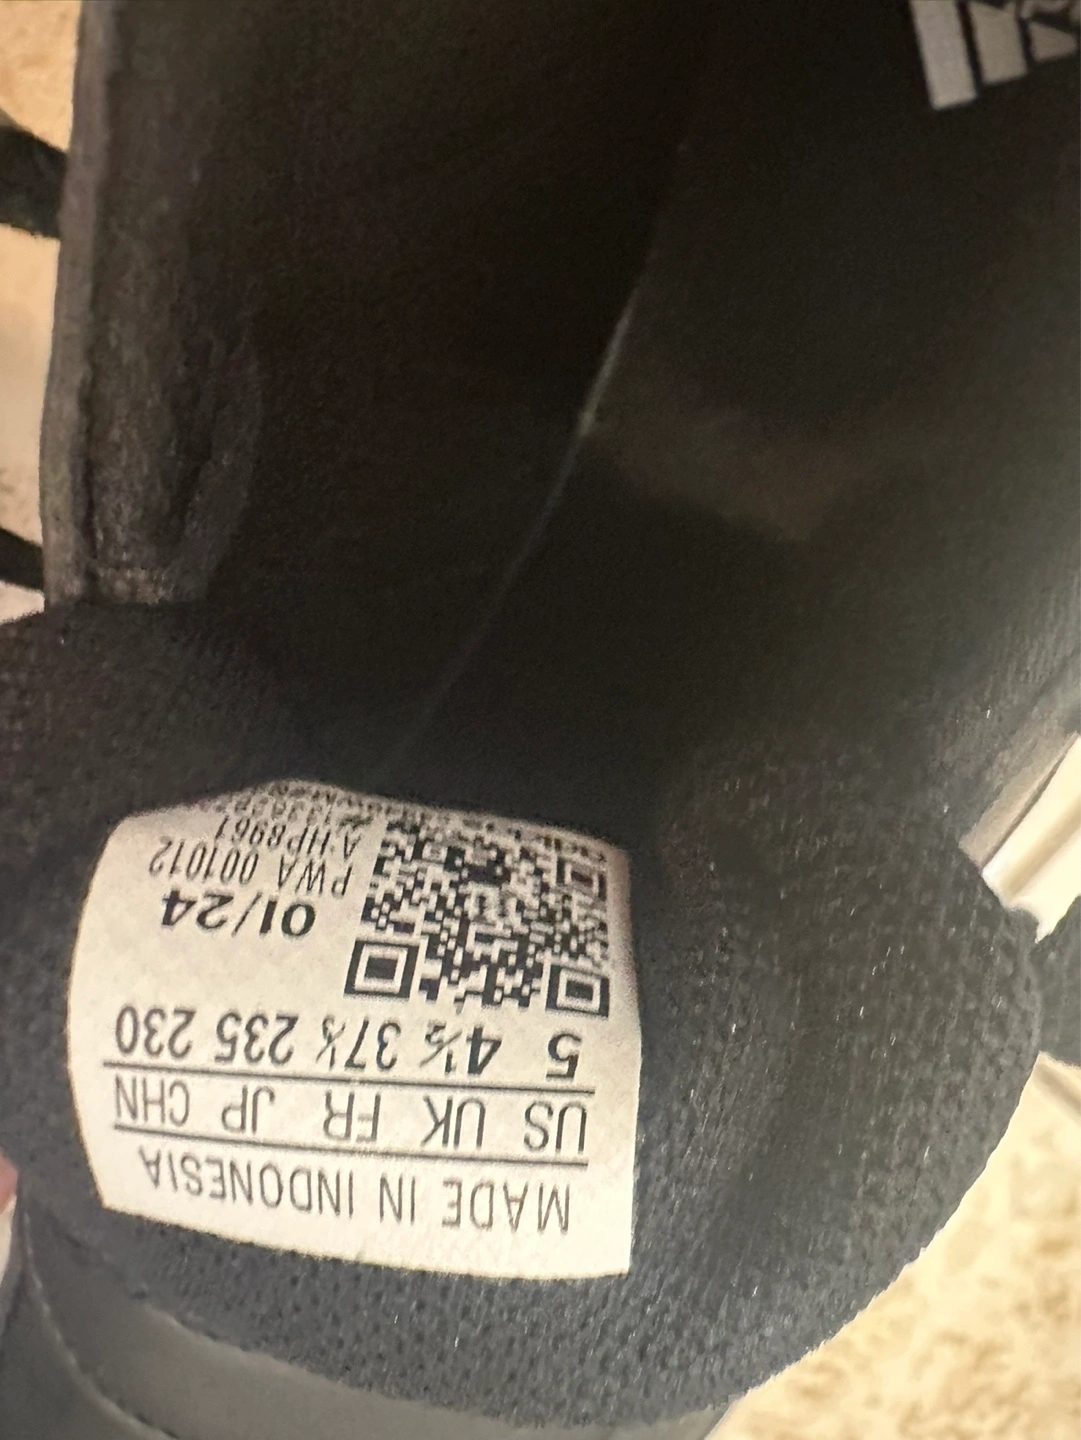 MADE IN INDONESIA
US UK FR JP CHN
5 4½ 37⅓ 235 230
01/24
PWA 001012